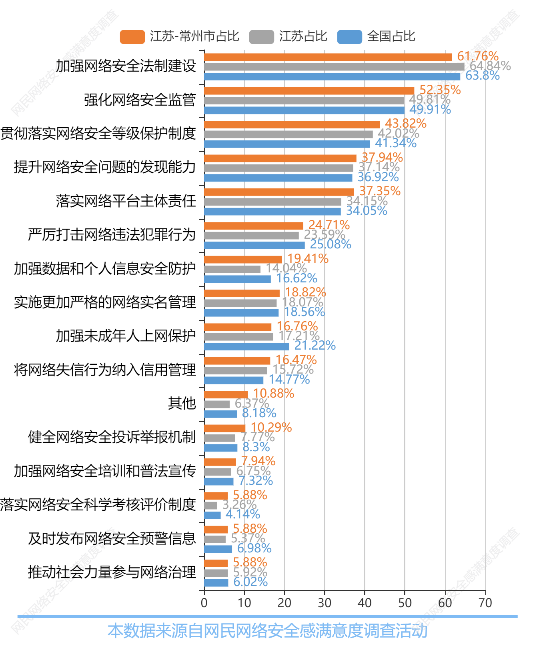 江苏-常州市占比 江苏占比 全国占比
加强网络安全法制建设 61.76% 64.84% 63.8%
强化网络安全监管 52.35% 49.81% 49.91%
贯彻落实网络安全等级保护制度 43.82% 42.02% 41.34%
提升网络安全问题的发现能力 37.94% 37.14% 36.92%
落实网络平台主体责任 37.35% 34.15% 34.05%
严厉打击网络违法犯罪行为 24.71% 23.59% 25.08%
加强数据和个人信息安全防护 19.41% 14.04% 16.62%
实施更加严格的网络实名管理 18.82% 18.07% 18.56%
加强未成年人上网保护 16.76% 17.21% 21.22%
将网络失信行为纳入信用管理 16.47% 15.72% 14.77%
其他 10.88% 6.37% 8.18%
健全网络安全投诉举报机制 10.29% 7.77% 8.3%
加强网络安全培训和普法宣传 7.94% 6.75% 7.32%
落实网络安全科学考核评价制度 5.88% 3.26% 4.14%
及时发布网络安全预警信息 5.88% 5.37% 6.98%
推动社会力量参与网络治理 5.88% 5.92% 6.02%
0 10 20 30 40 50 60 70
本数据来源自网民网络安全感满意度调查活动